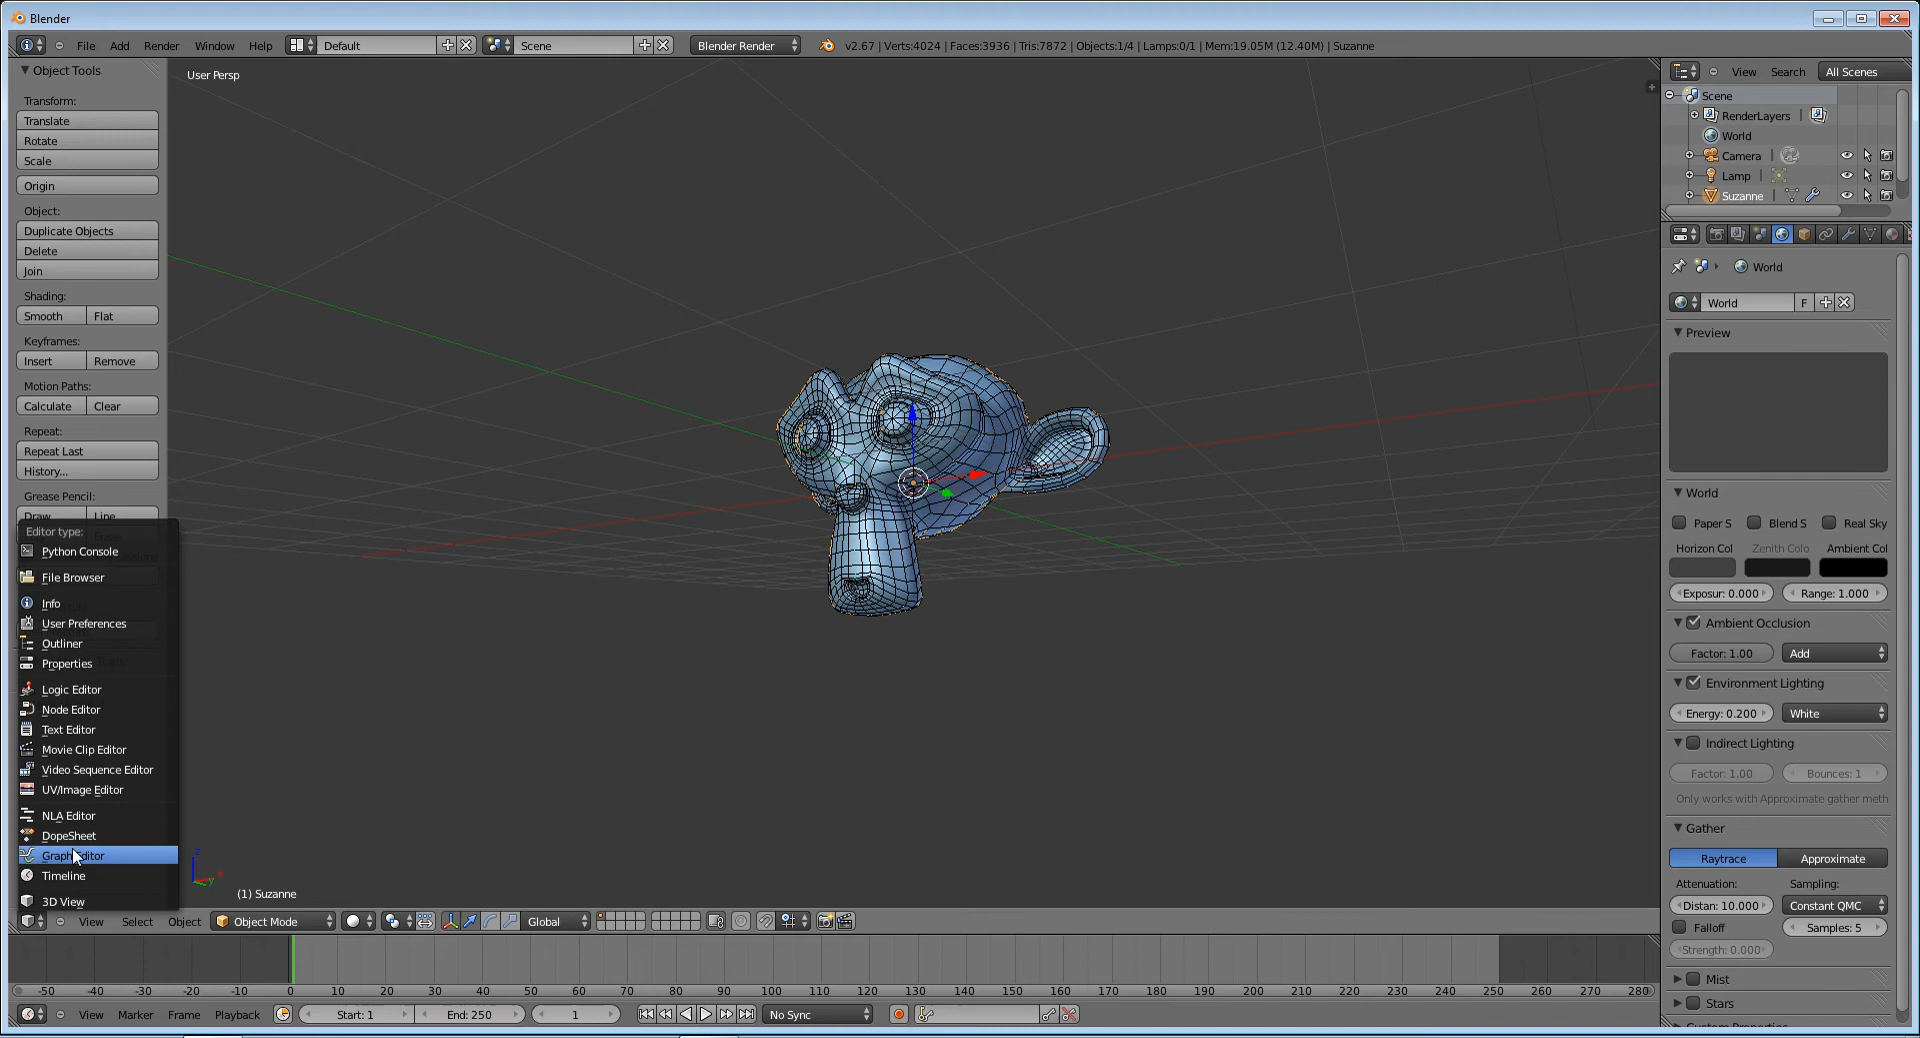 Blender
File Add Render Window Help Default Scene Blender Render v2.67 | Verts:4024 | Faces:3936 | Tris:7872 | Objects:1/4 | Lamps:0/1 | Mem:19.05M (12.40M) | Suzanne
Object Tools
Transform:
Translate
Rotate
Scale
Origin
Object:
Duplicate Objects
Delete
Join
Shading:
Smooth Flat
Keyframes:
Insert Remove
Motion Paths:
Calculate Clear
Repeat:
Repeat Last
History...
Grease Pencil:
Draw Line
Editor type:
Python Console
File Browser
Info
User Preferences
Outliner
Properties
Logic Editor
Node Editor
Text Editor
Movie Clip Editor
Video Sequence Editor
UV/Image Editor
NLA Editor
DopeSheet
Graph Editor
Timeline
3D View
User Persp
z
x
y
(1) Suzanne
View Select Object Object Mode Global
-50 -40 -30 -20 -10 0 10 20 30 40 50 60 70 80 90 100 110 120 130 140 150 160 170 180 190 200 210 220 230 240 250 260 270 280
View Marker Frame Playback Start: 1 End: 250 1 No Sync
View Search All Scenes
Scene
RenderLayers |
World
Camera |
Lamp |
Suzanne |
World
World F
Preview
World
Paper S Blend S Real Sky
Horizon Col Zenith Colo Ambient Col
Exposur: 0.000 Range: 1.000
Ambient Occlusion
Factor: 1.00 Add
Environment Lighting
Energy: 0.200 White
Indirect Lighting
Factor: 1.00 Bounces: 1
Only works with Approximate gather meth
Gather
Raytrace Approximate
Attenuation: Sampling:
Distan: 10.000 Constant QMC
Falloff Samples: 5
Strength: 0.000
Mist
Stars
Custom Properties